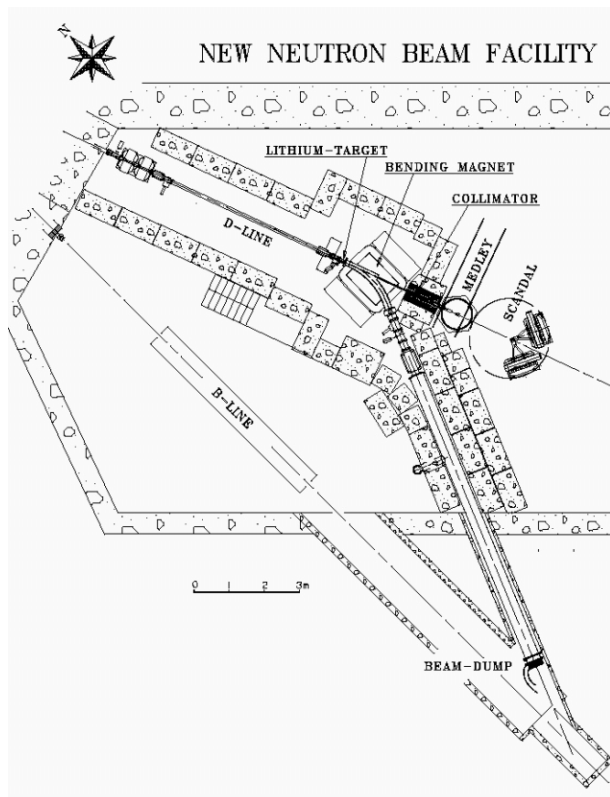 N
NEW NEUTRON BEAM FACILITY
LITHIUM-TARGET
BENDING MAGNET
COLLIMATOR
D-LINE
MEDLEY
SCANDAL
B-LINE
0 1 2 3m
BEAM-DUMP